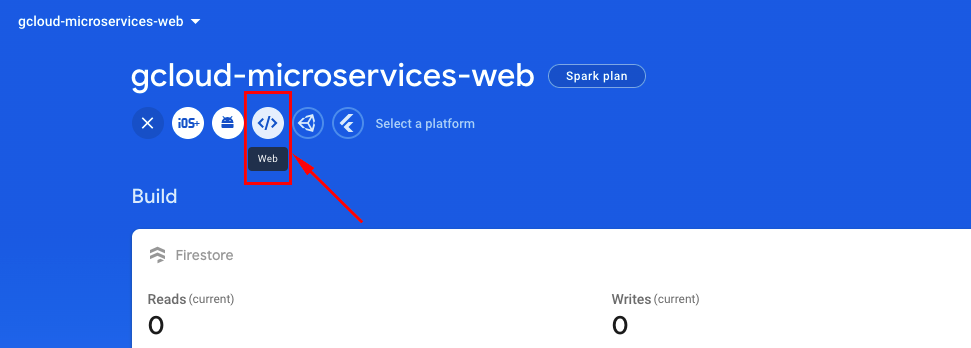 gcloud-microservices-web
gcloud-microservices-web Spark plan
iOS+ </> Select a platform
Web
Build
Firestore
Reads (current) Writes (current)
0 0